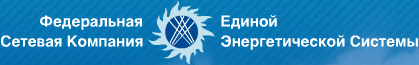 Федеральная
Сетевая Компания
Единой
Энергетической Системы